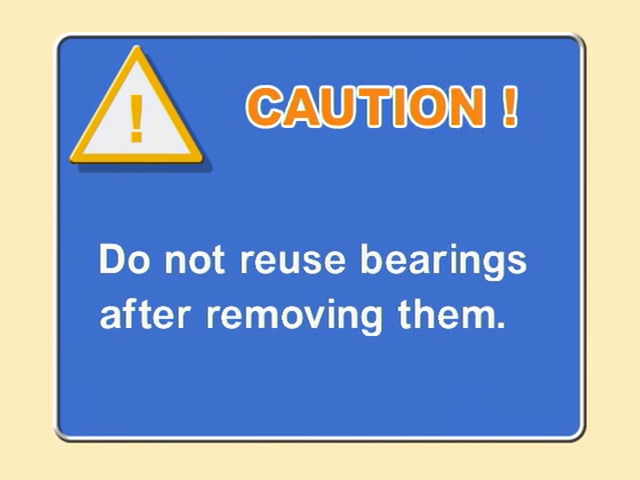 !
CAUTION !
Do not reuse bearings
after removing them.